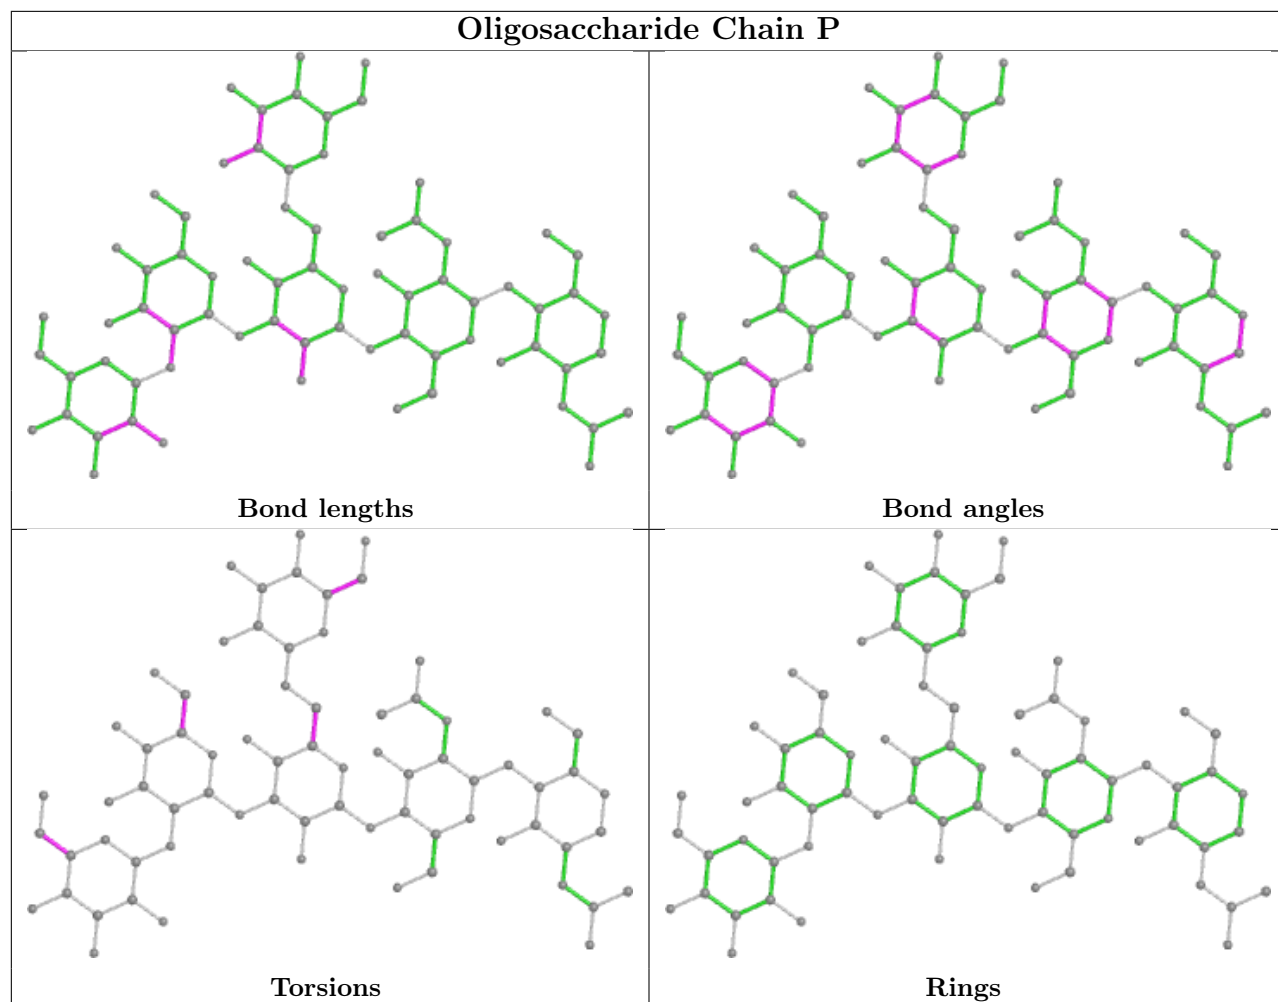 Oligosaccharide Chain P
Bond lengths
Bond angles
Torsions
Rings